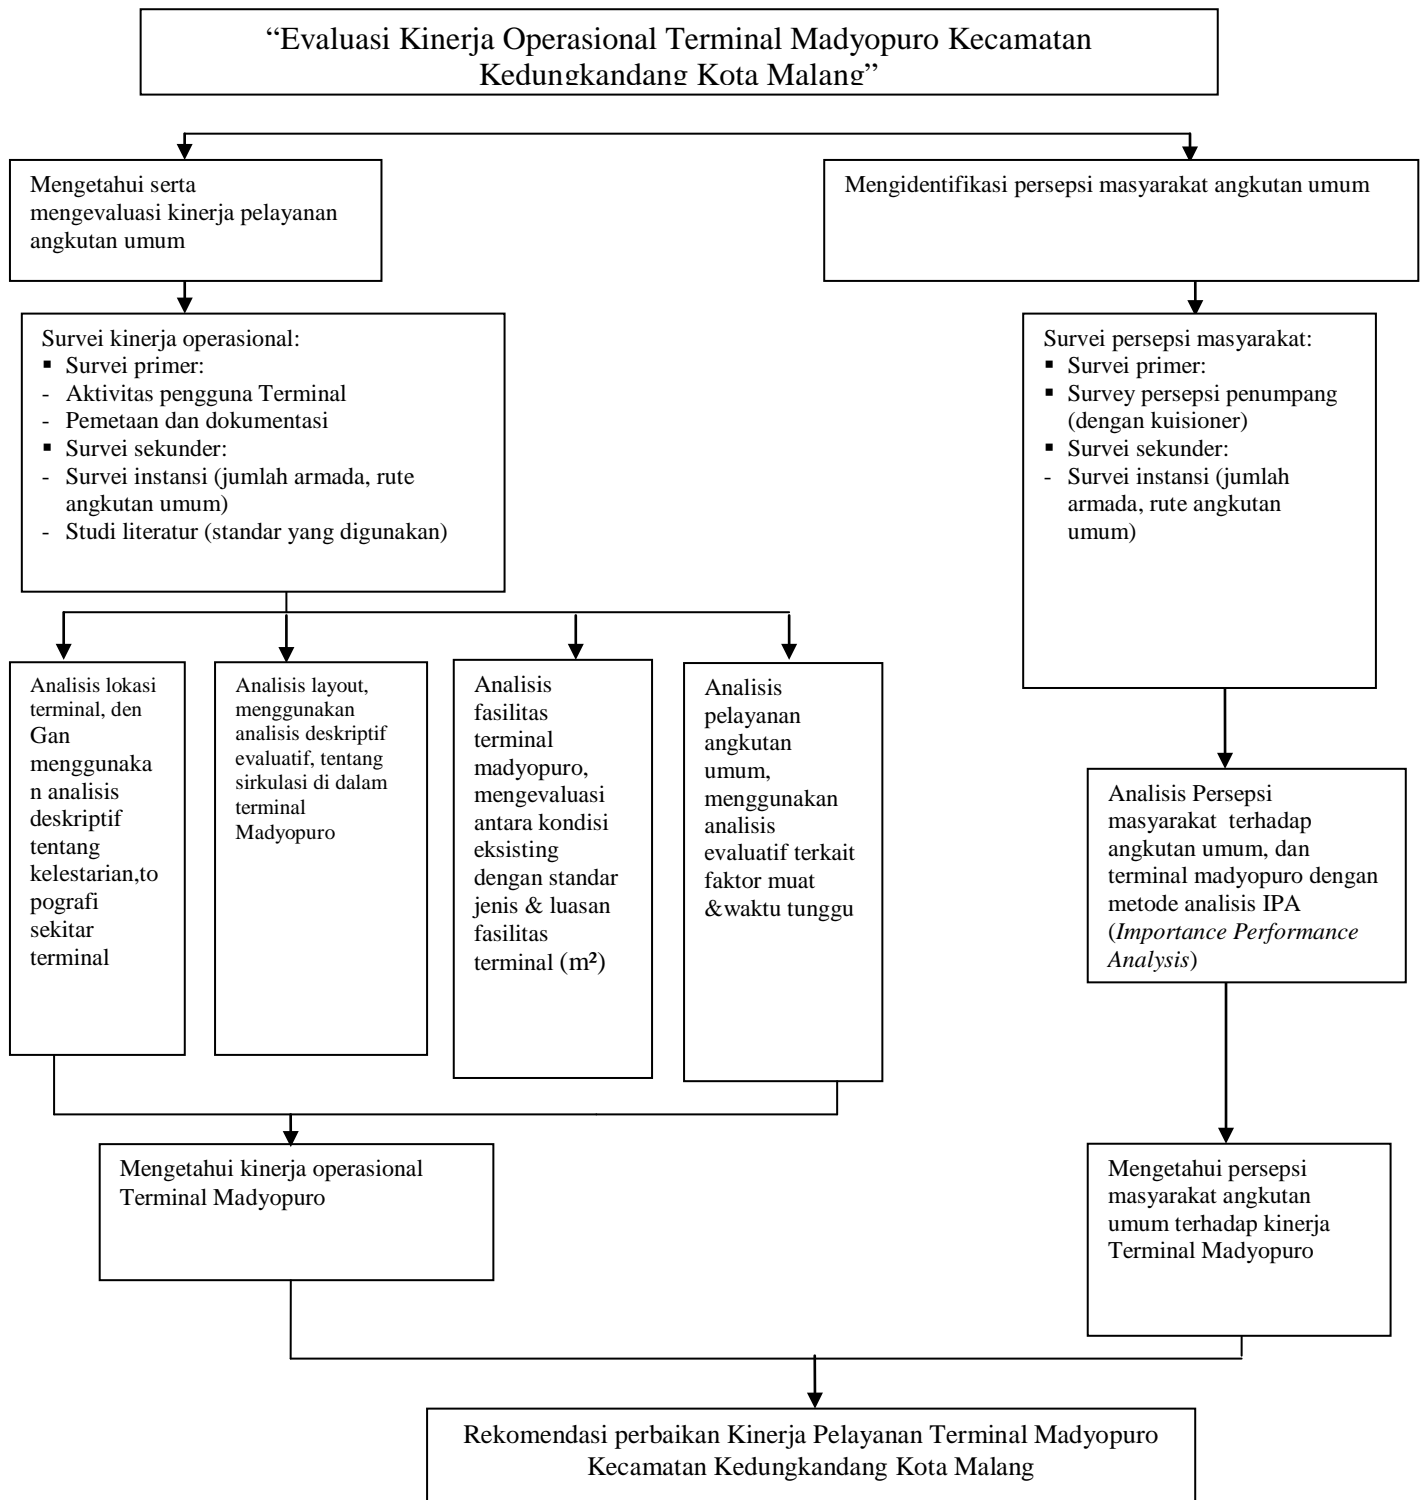 “Evaluasi Kinerja Operasional Terminal Madyopuro Kecamatan
Kedungkandang Kota Malang”
Mengetahui serta
mengevaluasi kinerja pelayanan
angkutan umum
Mengidentifikasi persepsi masyarakat angkutan umum
Survei kinerja operasional:
▪ Survei primer:
- Aktivitas pengguna Terminal
- Pemetaan dan dokumentasi
▪ Survei sekunder:
- Survei instansi (jumlah armada, rute
angkutan umum)
- Studi literatur (standar yang digunakan)
Survei persepsi masyarakat:
▪ Survei primer:
▪ Survey persepsi penumpang
(dengan kuisioner)
▪ Survei sekunder:
- Survei instansi (jumlah
armada, rute angkutan
umum)
Analisis lokasi
terminal, den
Gan
menggunaka
n analisis
deskriptif
tentang
kelestarian,to
pografi
sekitar
terminal
Analisis layout,
menggunakan
analisis deskriptif
evaluatif, tentang
sirkulasi di dalam
terminal
Madyopuro
Analisis
fasilitas
terminal
madyopuro,
mengevaluasi
antara kondisi
eksisting
dengan standar
jenis & luasan
fasilitas
terminal (m²)
Analisis
pelayanan
angkutan
umum,
menggunakan
analisis
evaluatif terkait
faktor muat
&waktu tunggu
Analisis Persepsi
masyarakat terhadap
angkutan umum, dan
terminal madyopuro dengan
metode analisis IPA
(Importance Performance
Analysis)
Mengetahui kinerja operasional
Terminal Madyopuro
Mengetahui persepsi
masyarakat angkutan
umum terhadap kinerja
Terminal Madyopuro
Rekomendasi perbaikan Kinerja Pelayanan Terminal Madyopuro
Kecamatan Kedungkandang Kota Malang